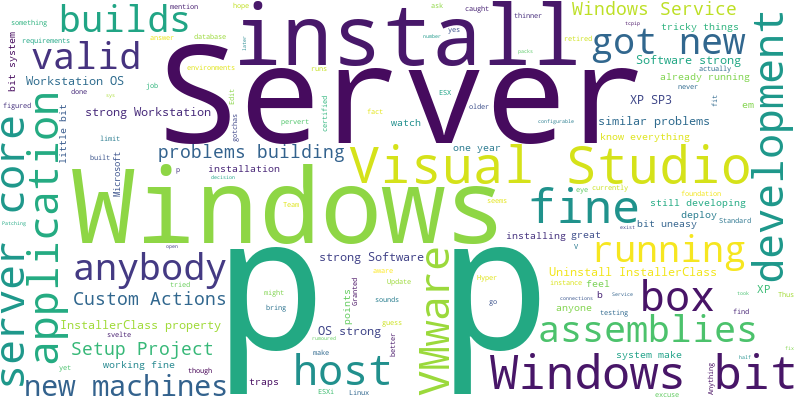 builds
install
Windows Service
valid
got new
Workstation OS
bit system
Software strong
already running
requirements
something
job
mention
caught
thinner
ask
yes
number
retired
tricky things
database
hope
answer
environments
runs
Edit
Server
ESX
older
never
actually
em
fit
XP SP3
similar problems
know everything
strong Workstation
watch
fact
configurable
certified
gotchas
pervert
limit
built
figured
done
little bit
Microsoft
p
installation
decision
problems building
one year
Visual Studio
development
server core
application
Windows
fine
still developing
deploy
bit uneasy
Standard
foundation
currently
eye
Team
seems
installing
great
v
exist
Patching
open
tried
anybody
strong Software
running
Uninstall InstallerClass
feel
XP
b
Hyper
aware
Update
Granted
points
might
bring
sounds
Custom Actions
VMware
box
anyone
Thus
instance
connections
Service
took
testing
find
go
InstallerClass property
OS strong
guess
better
assemblies
Setup Project
svelte
make
rumoured
system make
working fine
yet
though
traps
host
ESXi
Linux
new machines
Windows bit
Anything
half
excuse
fix
p
p
tcpip
packs
later